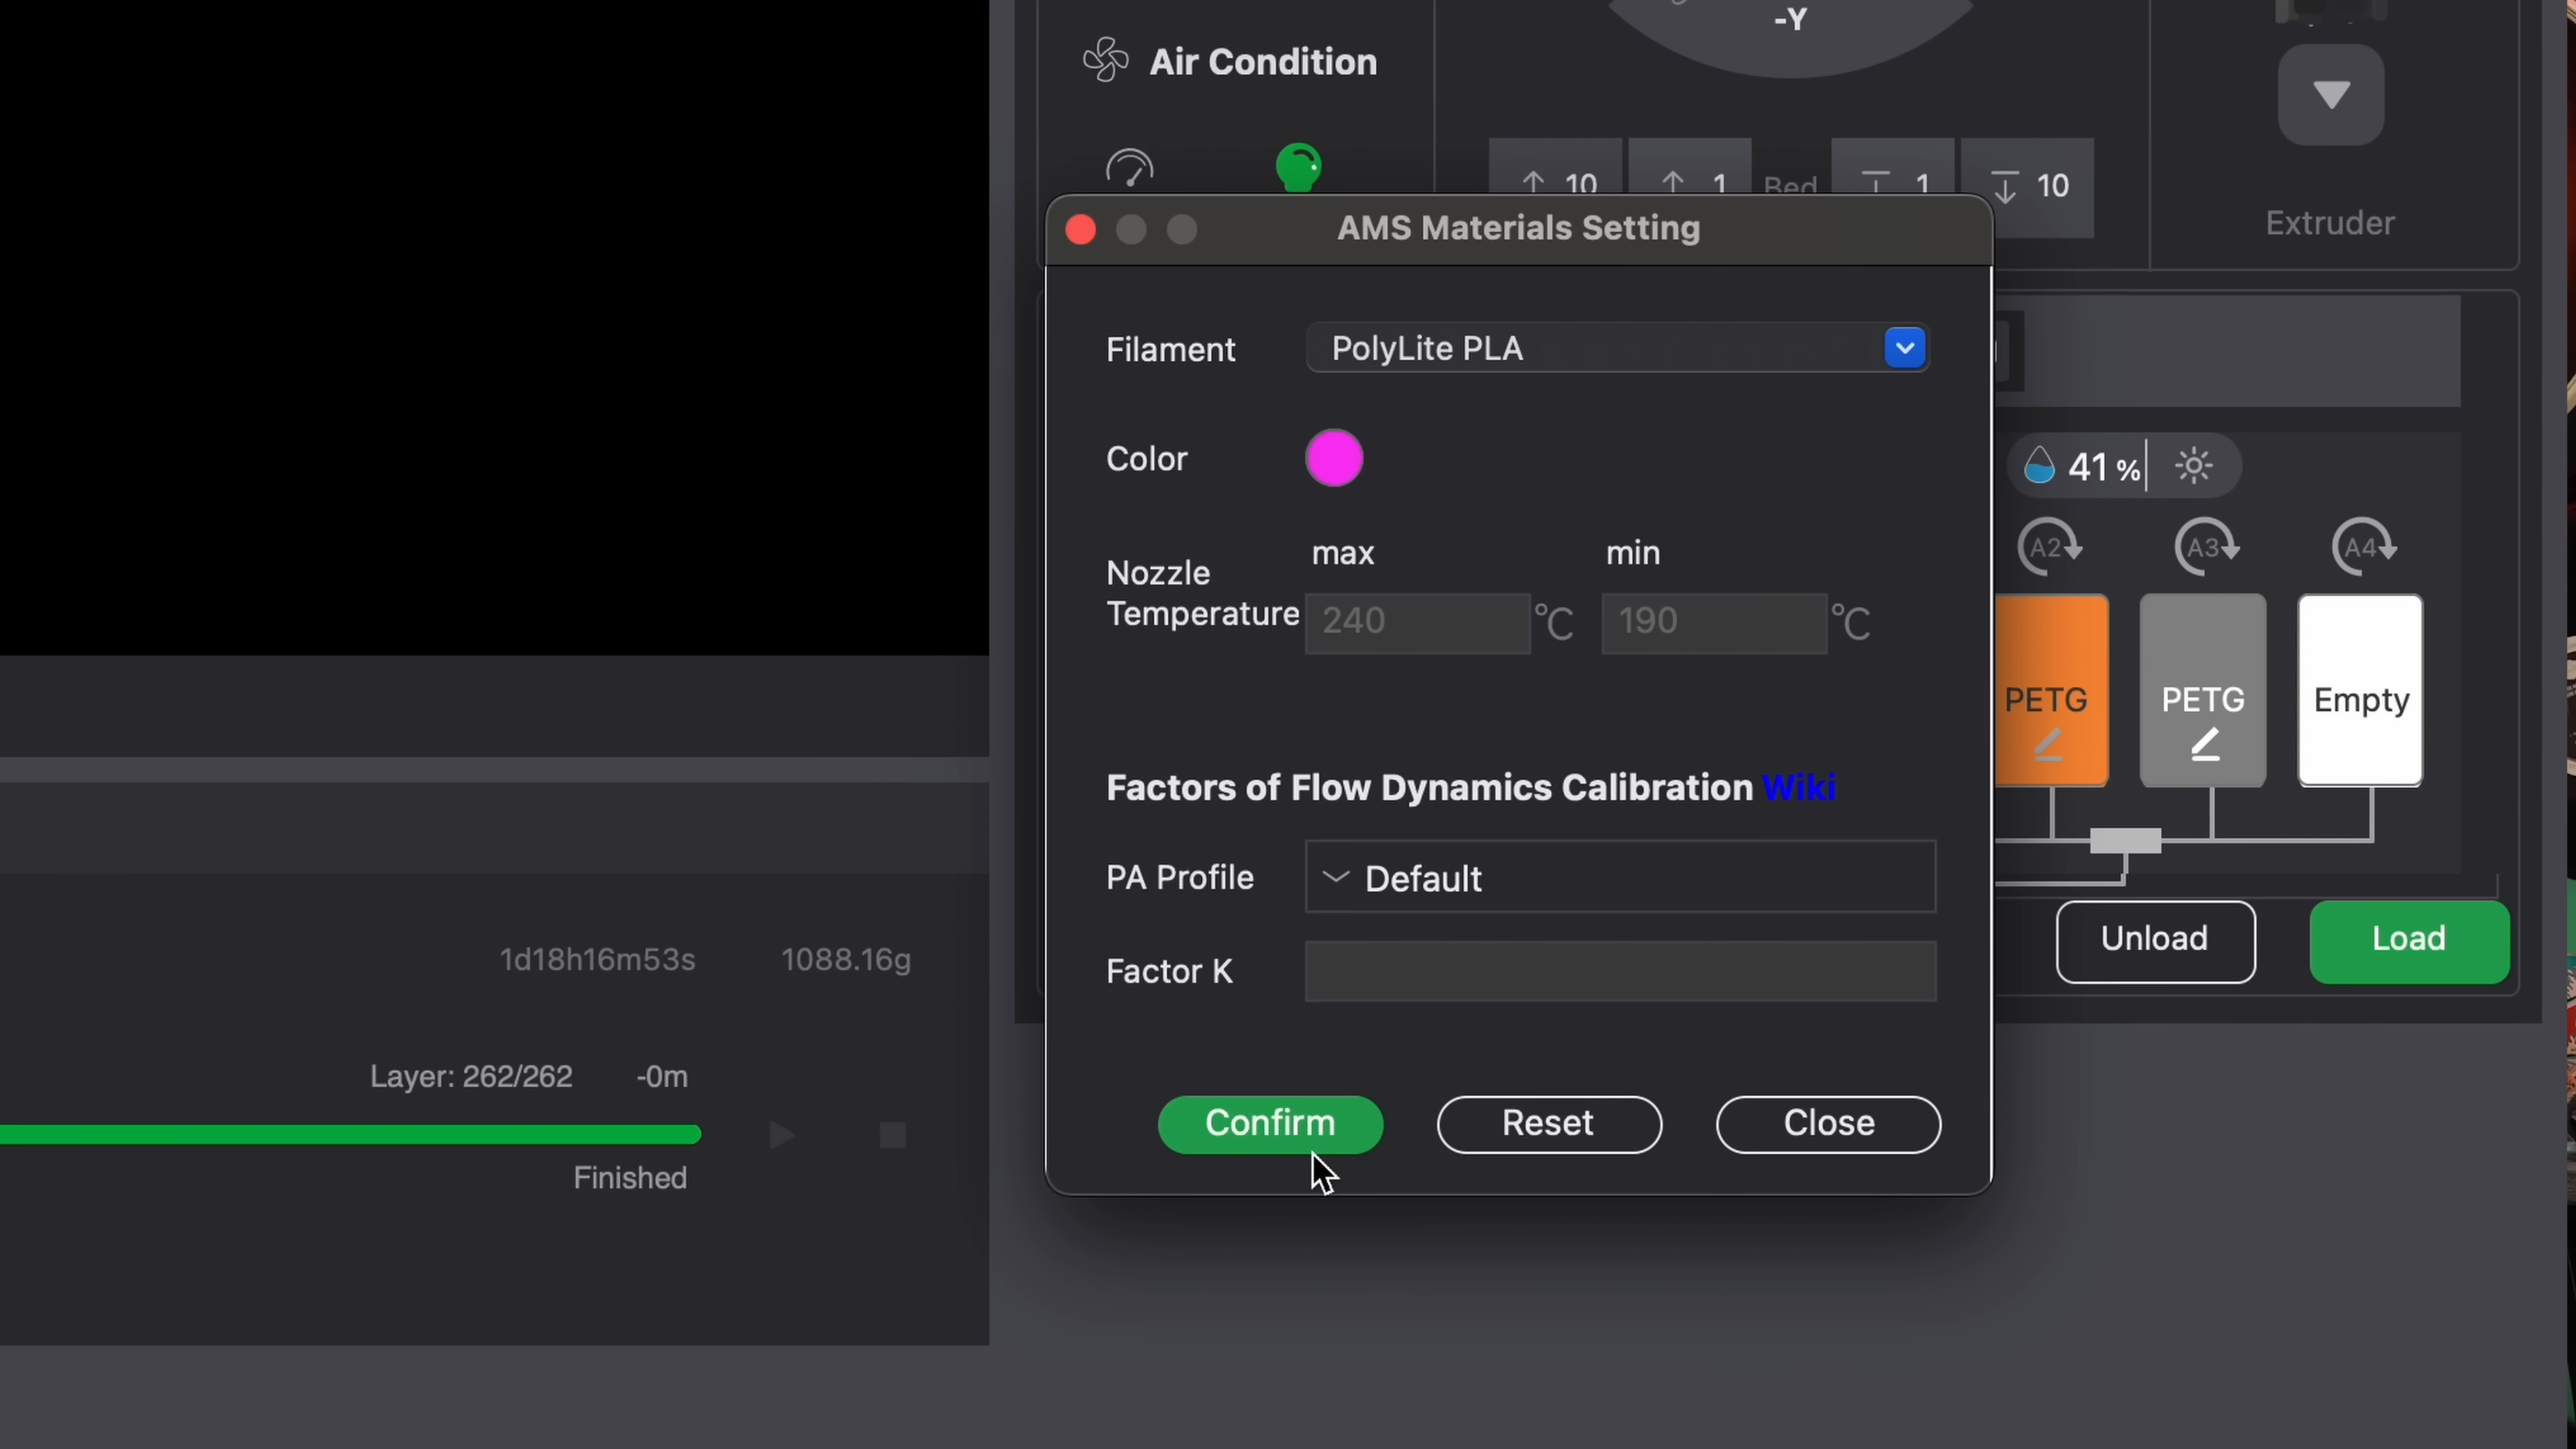 -Y
Air Condition
10
1
Bed
1
10
Extruder
AMS Materials Setting
Filament
PolyLite PLA
Color
Nozzle
Temperature
max
min
240
°C
190
°C
Factors of Flow Dynamics Calibration Wiki
PA Profile
Default
Factor K
Confirm
Reset
Close
41 %
A2
A3
A4
PETG
PETG
Empty
Unload
Load
1d18h16m53s
1088.16g
Layer: 262/262
-0m
Finished